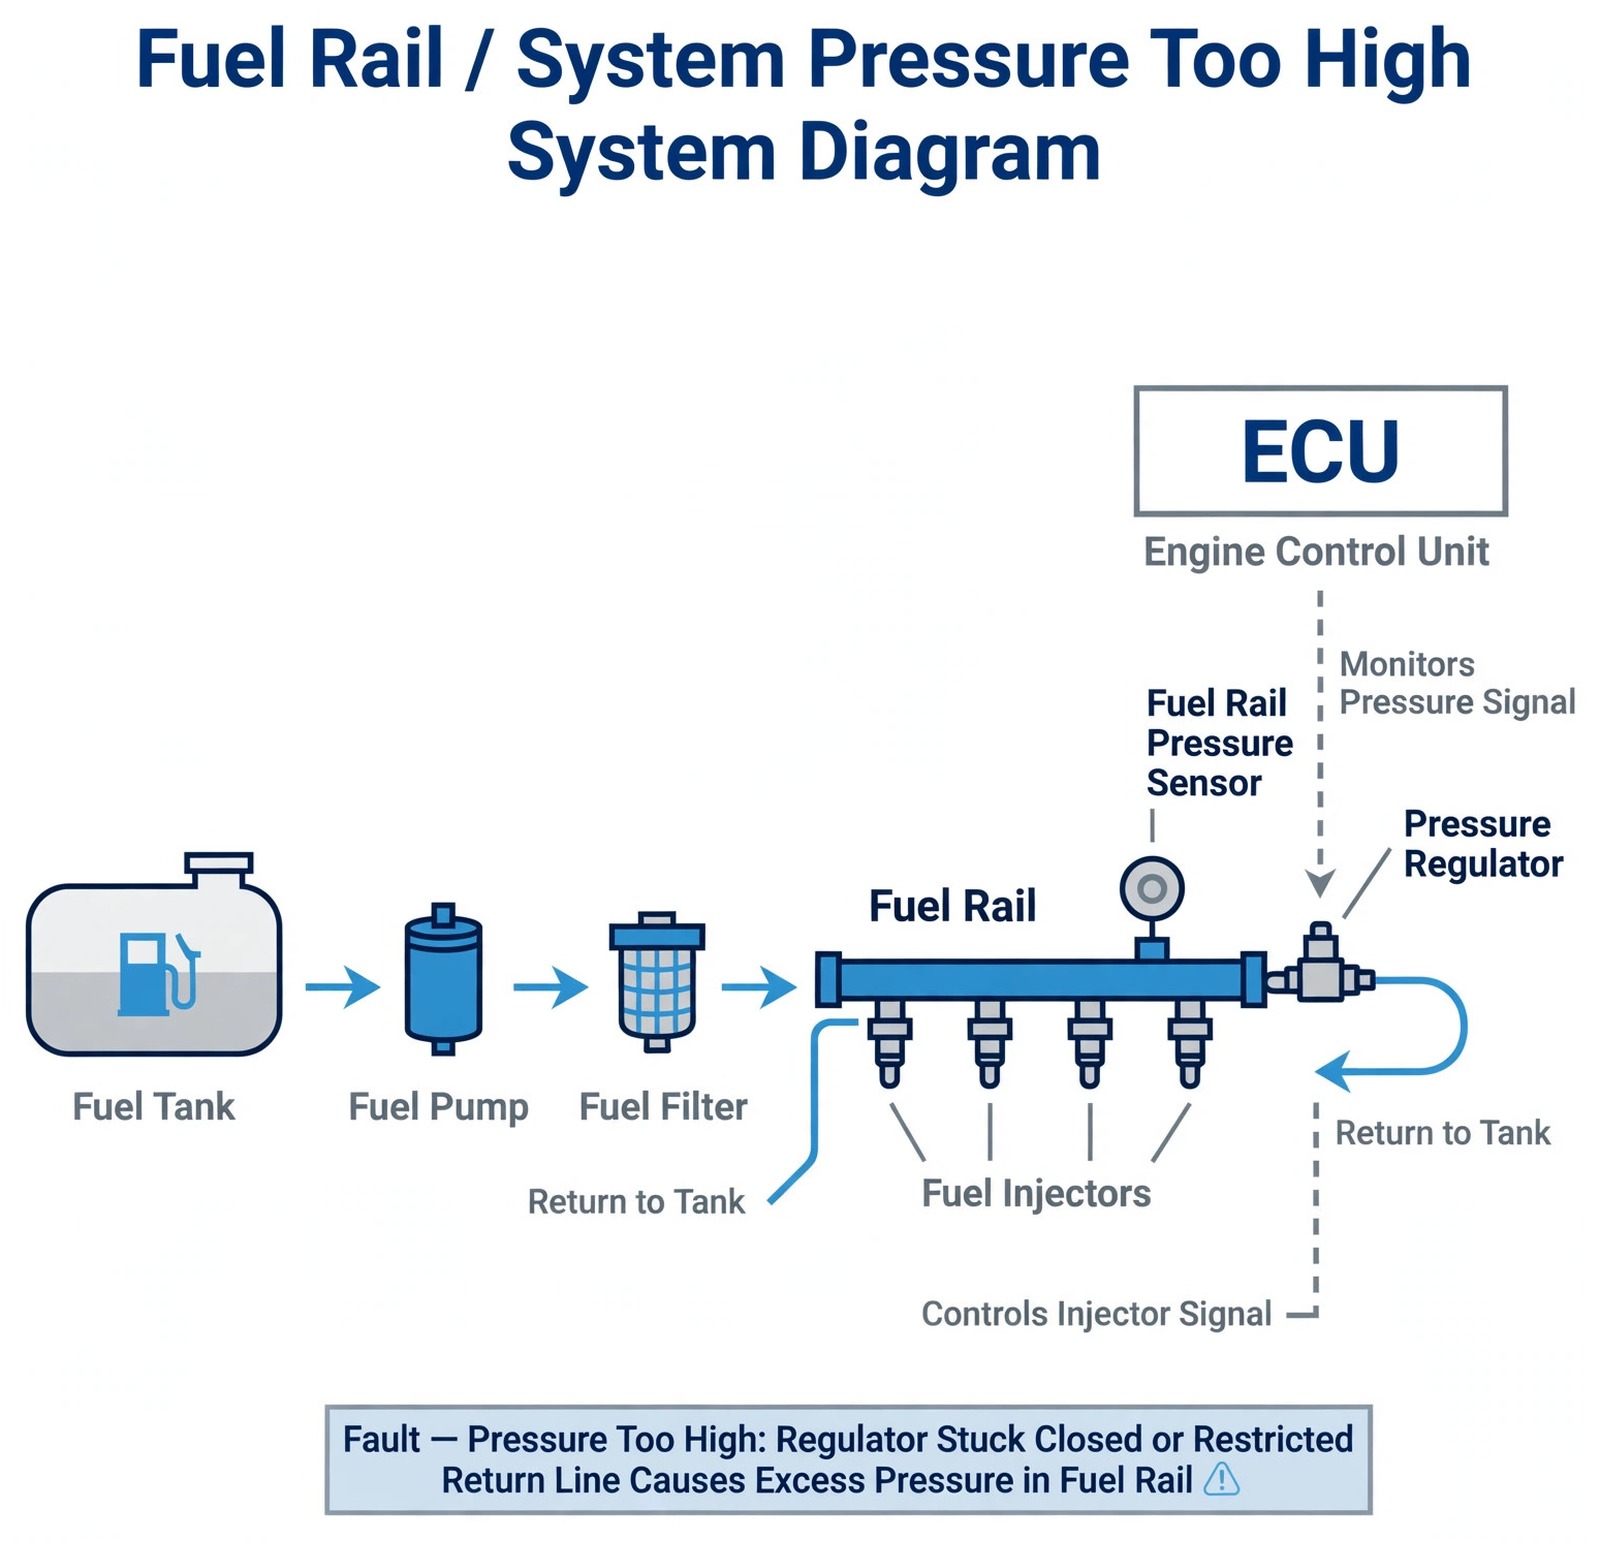 Fuel Rail / System Pressure Too High
System Diagram
ECU
Engine Control Unit
Monitors
Pressure Signal
Fuel Rail
Pressure
Sensor
Pressure
Regulator
Fuel Rail
Fuel Tank
Fuel Pump
Fuel Filter
Return to Tank
Return to Tank
Fuel Injectors
Controls Injector Signal
Fault — Pressure Too High: Regulator Stuck Closed or Restricted
Return Line Causes Excess Pressure in Fuel Rail ⚠